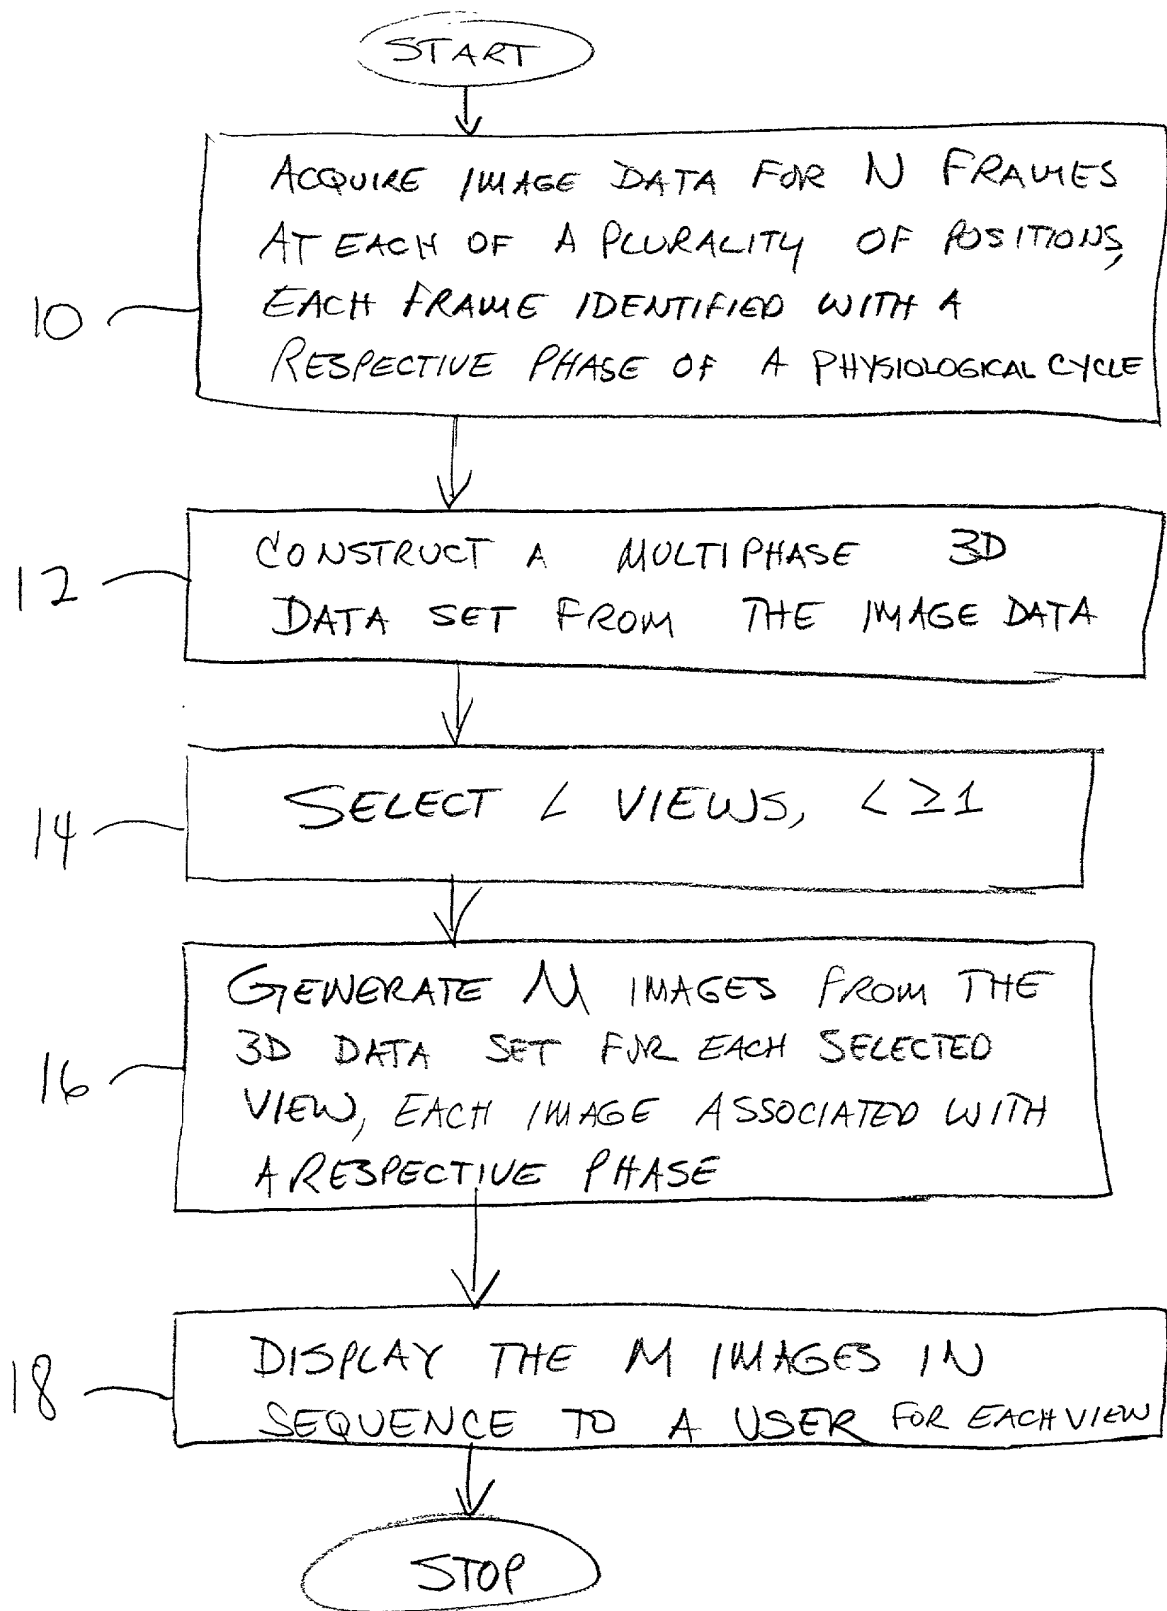 START
10
ACQUIRE IMAGE DATA FOR N FRAMES
AT EACH OF A PLURALITY OF POSITIONS,
EACH FRAME IDENTIFIED WITH A
RESPECTIVE PHASE OF A PHYSIOLOGICAL CYCLE
12
CONSTRUCT A MULTIPHASE 3D
DATA SET FROM THE IMAGE DATA
14
SELECT L VIEWS, L ≥1
16
GENERATE M IMAGES FROM THE
3D DATA SET FOR EACH SELECTED
VIEW, EACH IMAGE ASSOCIATED WITH
A RESPECTIVE PHASE
18
DISPLAY THE M IMAGES IN
SEQUENCE TO A USER FOR EACH VIEW
STOP